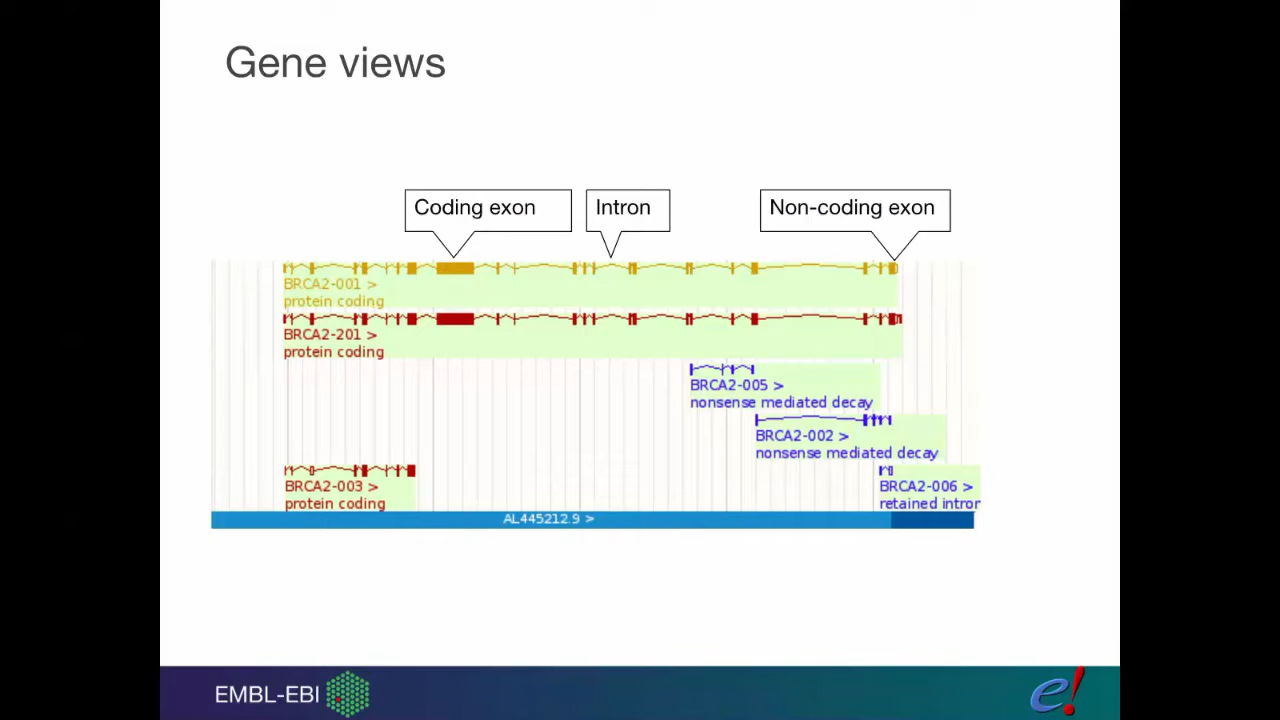 Gene views
Coding exon
Intron
Non-coding exon
BRCA2-001 >
protein coding
BRCA2-201 >
protein coding
BRCA2-005 >
nonsense mediated decay
BRCA2-002 >
nonsense mediated decay
BRCA2-003 >
protein coding
BRCA2-006 >
retained intror
AL445212.9 >
EMBL-EBI
e!